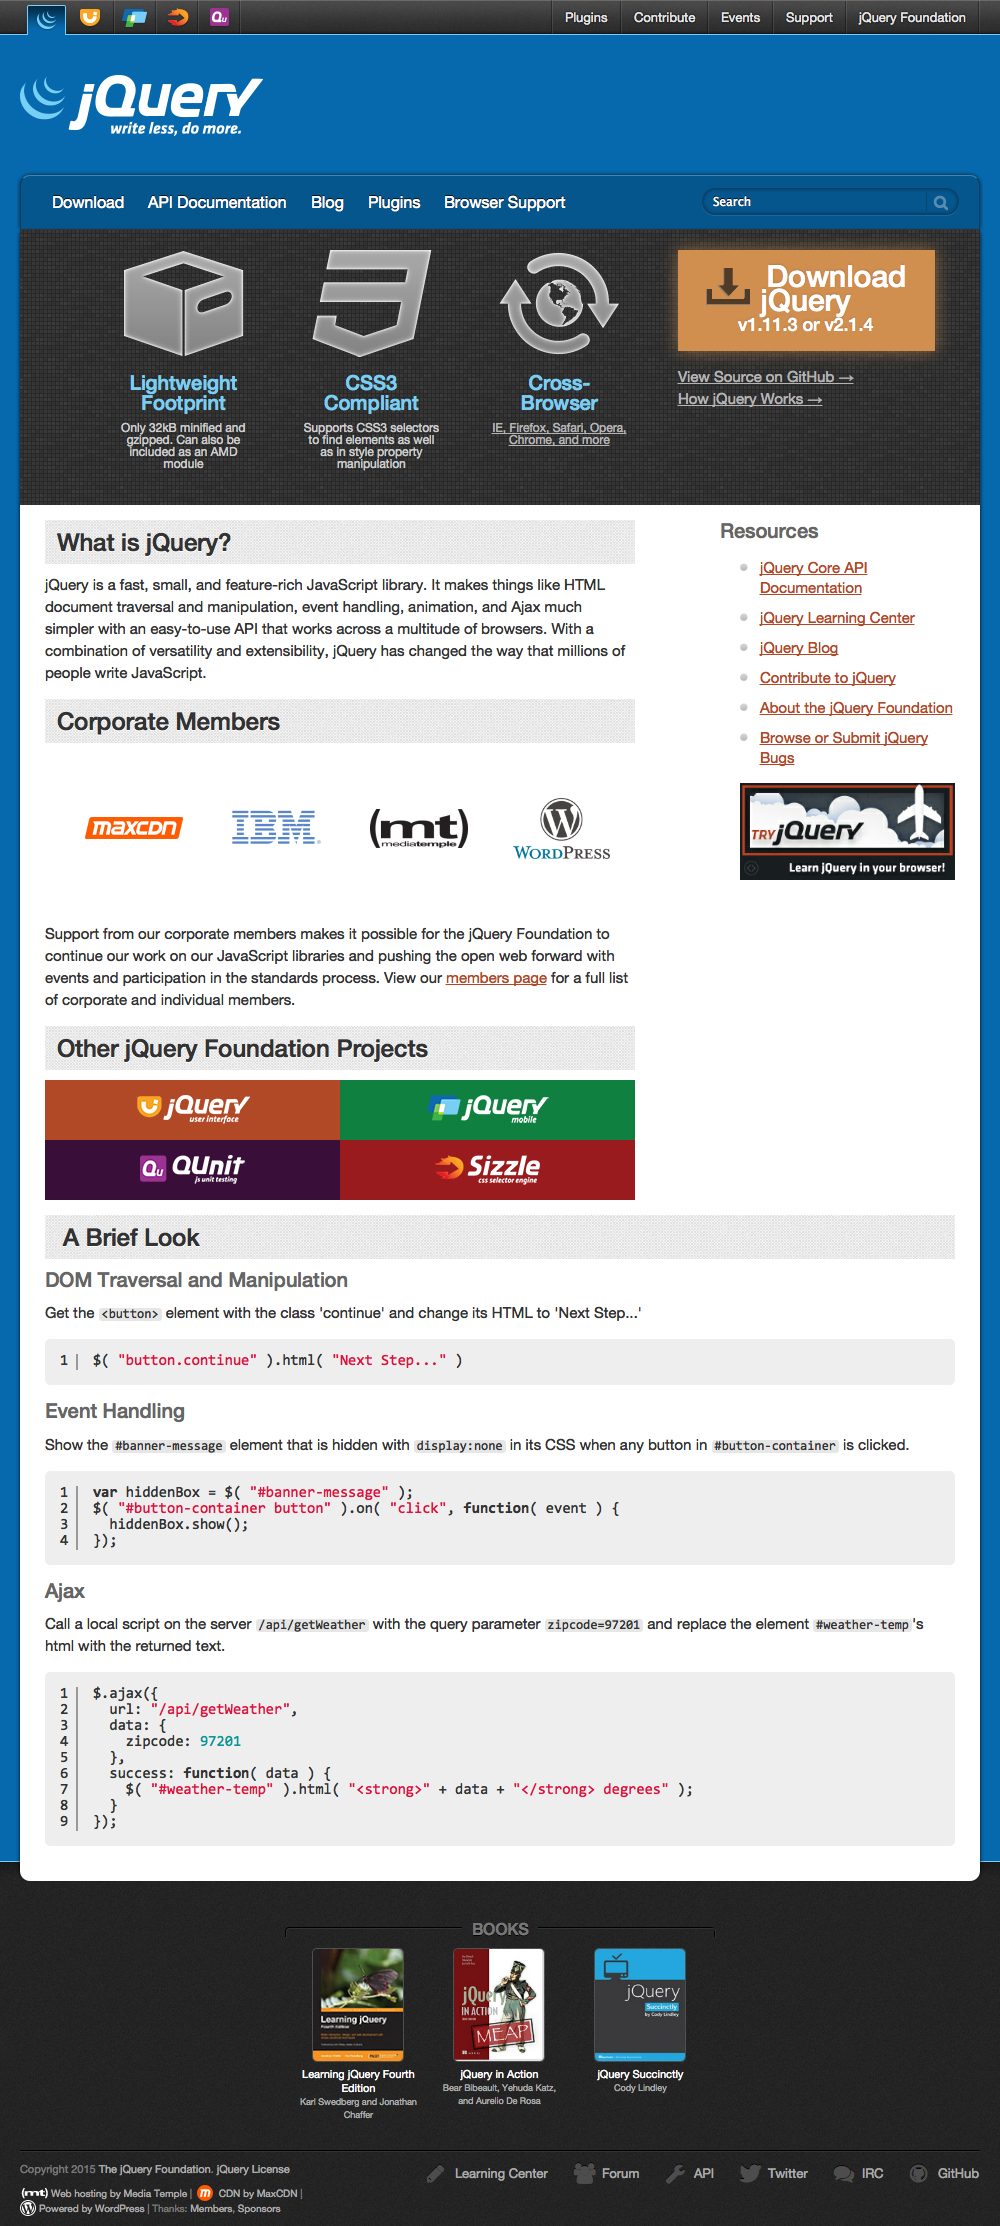 Plugins Contribute Events Support jQuery Foundation
jQuery
write less, do more.
Download API Documentation Blog Plugins Browser Support Search
Lightweight
Footprint
Only 32kB minified and
gzipped. Can also be
included as an AMD
module
CSS3
Compliant
Supports CSS3 selectors
to find elements as well
as in style property
manipulation
Cross-
Browser
IE, Firefox, Safari, Opera,
Chrome, and more
Download
jQuery
v1.11.3 or v2.1.4
View Source on GitHub →
How jQuery Works →
What is jQuery?
jQuery is a fast, small, and feature-rich JavaScript library. It makes things like HTML
document traversal and manipulation, event handling, animation, and Ajax much
simpler with an easy-to-use API that works across a multitude of browsers. With a
combination of versatility and extensibility, jQuery has changed the way that millions of
people write JavaScript.
Corporate Members
maxcdn IBM (mt) mediatemple WORDPRESS
Support from our corporate members makes it possible for the jQuery Foundation to
continue our work on our JavaScript libraries and pushing the open web forward with
events and participation in the standards process. View our members page for a full list
of corporate and individual members.
Resources
jQuery Core API
Documentation
jQuery Learning Center
jQuery Blog
Contribute to jQuery
About the jQuery Foundation
Browse or Submit jQuery
Bugs
TRY jQuery
Learn jQuery in your browser!
Other jQuery Foundation Projects
jQuery
user interface
jQuery
mobile
Qu QUnit
js unit testing
Sizzle
css selector engine
A Brief Look
DOM Traversal and Manipulation
Get the <button> element with the class 'continue' and change its HTML to 'Next Step...'
1 $( "button.continue" ).html( "Next Step..." )
Event Handling
Show the #banner-message element that is hidden with display:none in its CSS when any button in #button-container is clicked.
1 var hiddenBox = $( "#banner-message" );
2 $( "#button-container button" ).on( "click", function( event ) {
3 hiddenBox.show();
4 });
Ajax
Call a local script on the server /api/getWeather with the query parameter zipcode=97201 and replace the element #weather-temp's
html with the returned text.
1 $.ajax({
2 url: "/api/getWeather",
3 data: {
4 zipcode: 97201
5 },
6 success: function( data ) {
7 $( "#weather-temp" ).html( "<strong>" + data + "</strong> degrees" );
8 }
9 });
BOOKS
Learning jQuery
Fourth Edition
jQuery
IN ACTION
MEAP
jQuery
Succinctly
by Cody Lindley
Learning jQuery Fourth
Edition
Karl Swedberg and Jonathan
Chaffer
jQuery in Action
Bear Bibeault, Yehuda Katz,
and Aurelio De Rosa
jQuery Succinctly
Cody Lindley
Copyright 2015 The jQuery Foundation. jQuery License
(mt) Web hosting by Media Temple | CDN by MaxCDN |
Powered by WordPress | Thanks: Members, Sponsors
Learning Center Forum API Twitter IRC GitHub